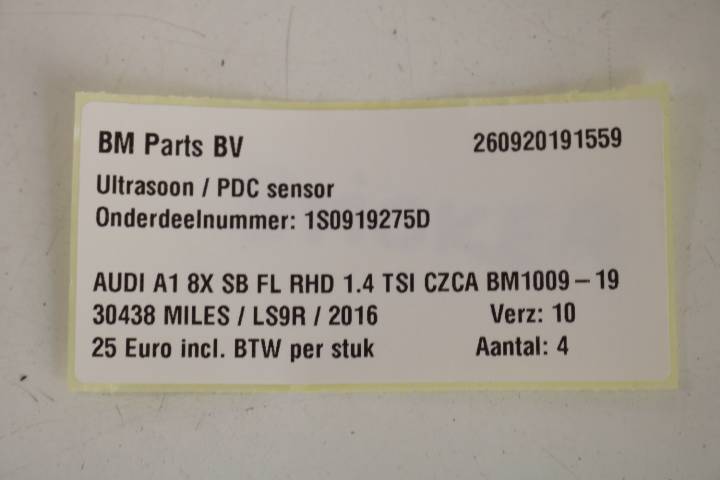 BM Parts BV 260920191559
Ultrasoon / PDC sensor
Onderdeelnummer: 1S0919275D
AUDI A1 8X SB FL RHD 1.4 TSI CZCA BM1009-19
30438 MILES / LS9R / 2016 Verz: 10
25 Euro incl. BTW per stuk Aantal: 4